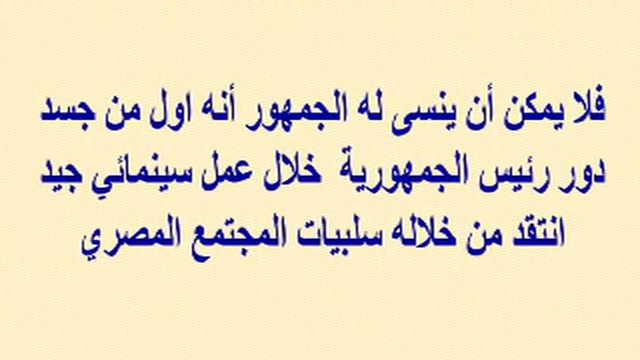 فلا يمكن أن ينسى له الجمهور أنه اول من جسد
دور رئيس الجمهورية خلال عمل سينمائي جيد
انتقد من خلاله سلبيات المجتمع المصري